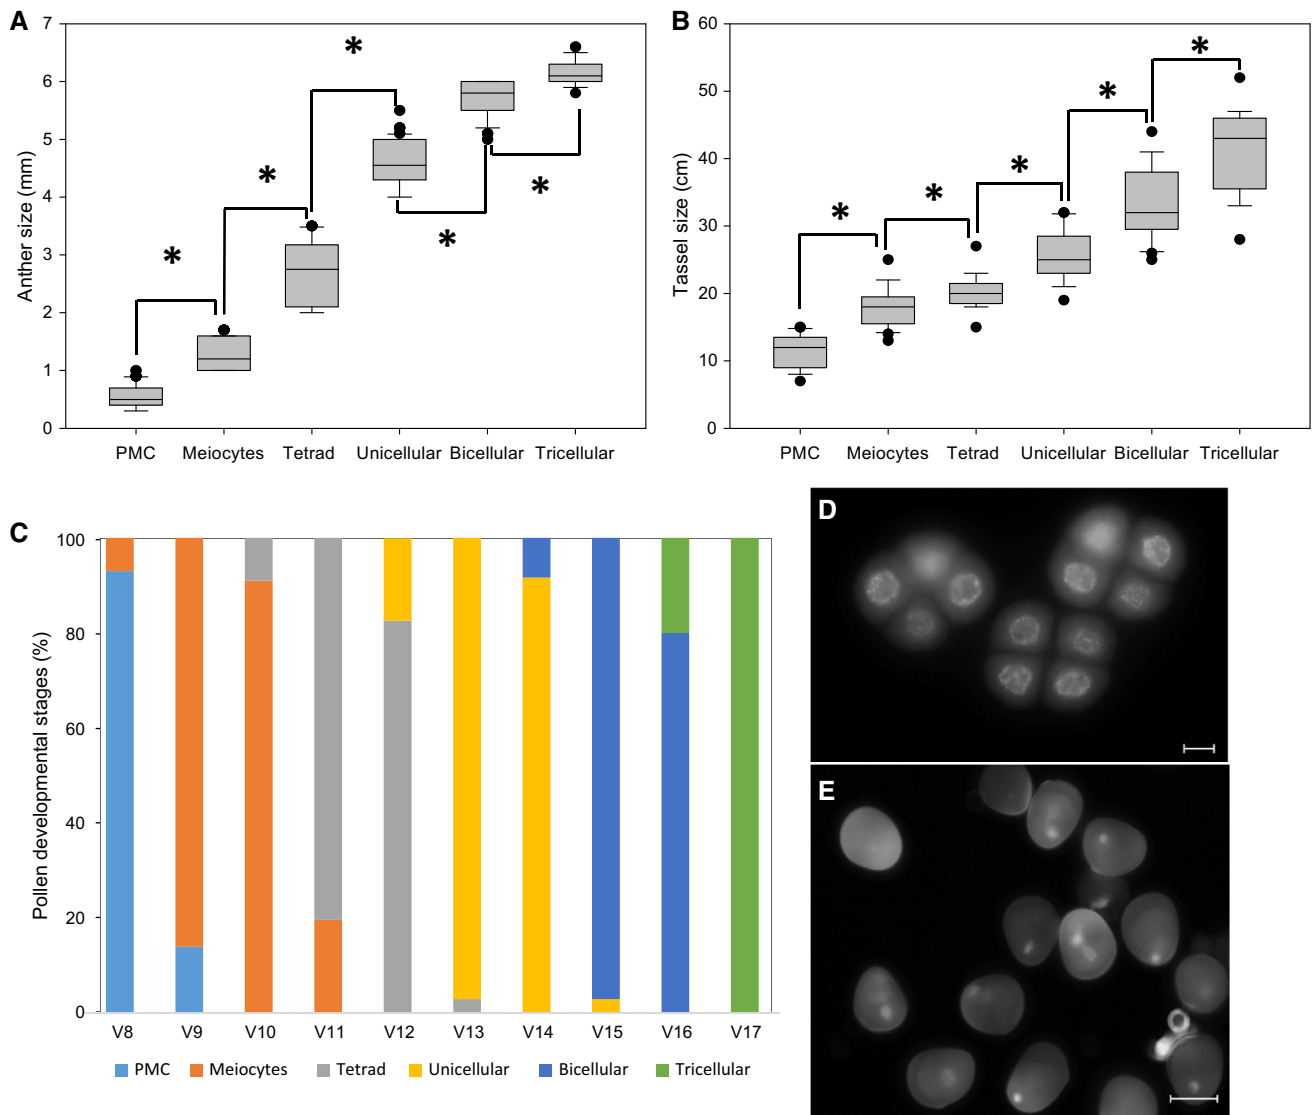 A
Anther size (mm)
7
6
5
4
3
2
1
0
*
*
*
*
*
PMC Meiocytes Tetrad Unicellular Bicellular Tricellular
B
Tassel size (cm)
60
50
40
30
20
10
0
*
*
*
*
*
PMC Meiocytes Tetrad Unicellular Bicellular Tricellular
C
Pollen developmental stages (%)
100
80
60
40
20
0
V8 V9 V10 V11 V12 V13 V14 V15 V16 V17
PMC Meiocytes Tetrad Unicellular Bicellular Tricellular
D
E